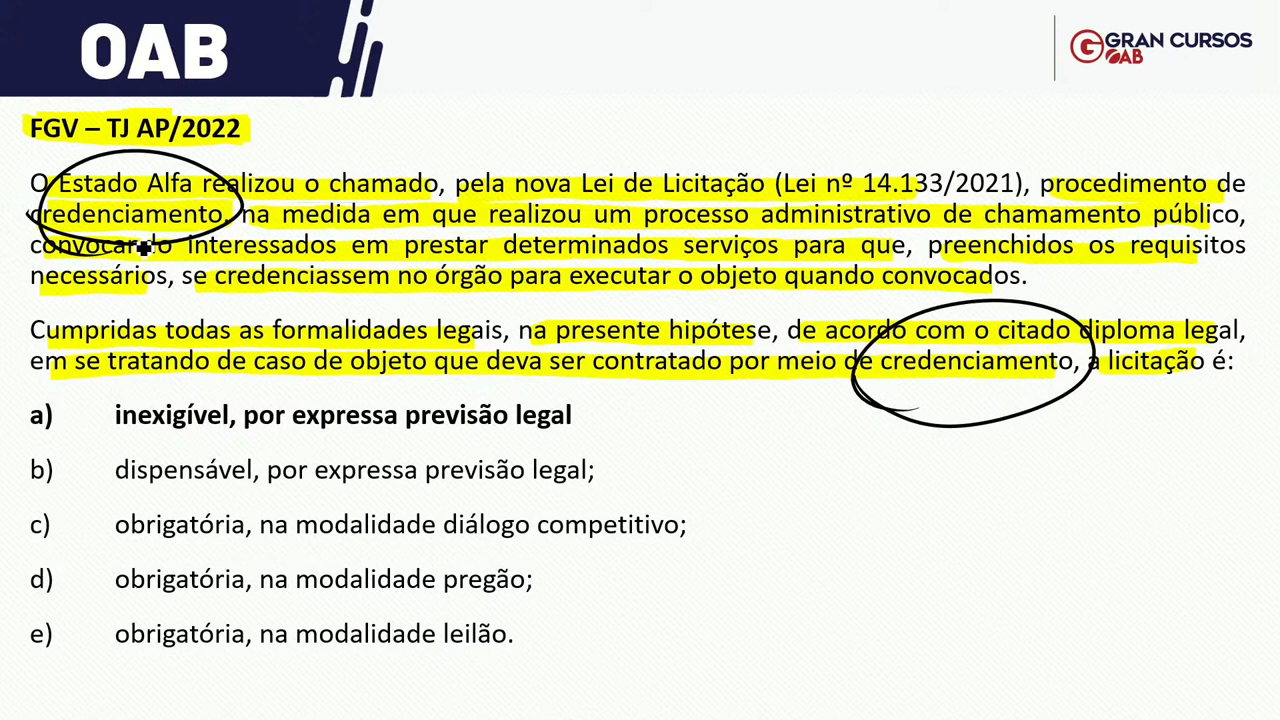 OAB
GRAN CURSOS
OAB
FGV – TJ AP/2022
O Estado Alfa realizou o chamado, pela nova Lei de Licitação (Lei nº 14.133/2021), procedimento de
credenciamento, na medida em que realizou um processo administrativo de chamamento público,
convocando interessados em prestar determinados serviços para que, preenchidos os requisitos
necessários, se credenciassem no órgão para executar o objeto quando convocados.
Cumpridas todas as formalidades legais, na presente hipótese, de acordo com o citado diploma legal,
em se tratando de caso de objeto que deva ser contratado por meio de credenciamento, a licitação é:
a) inexigível, por expressa previsão legal
b) dispensável, por expressa previsão legal;
c) obrigatória, na modalidade diálogo competitivo;
d) obrigatória, na modalidade pregão;
e) obrigatória, na modalidade leilão.